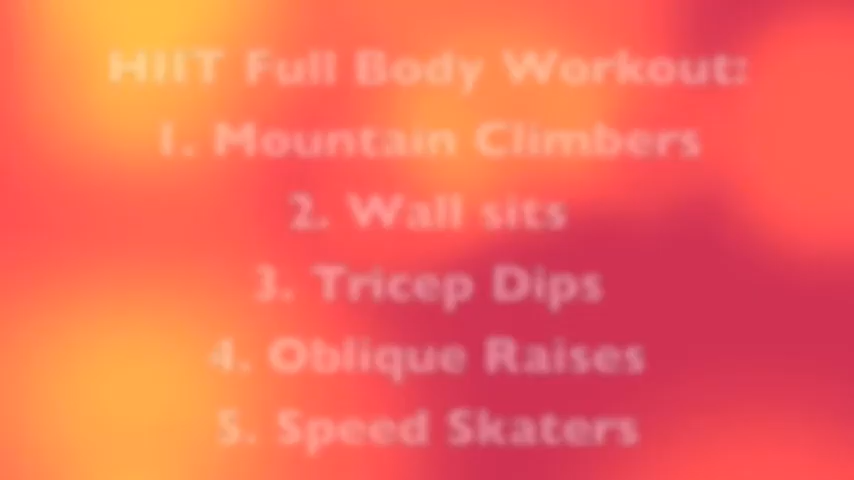 HIIT Full Body Workout:
1. Mountain Climbers
2. Wall sits
3. Tricep Dips
4. Oblique Raises
5. Speed Skaters